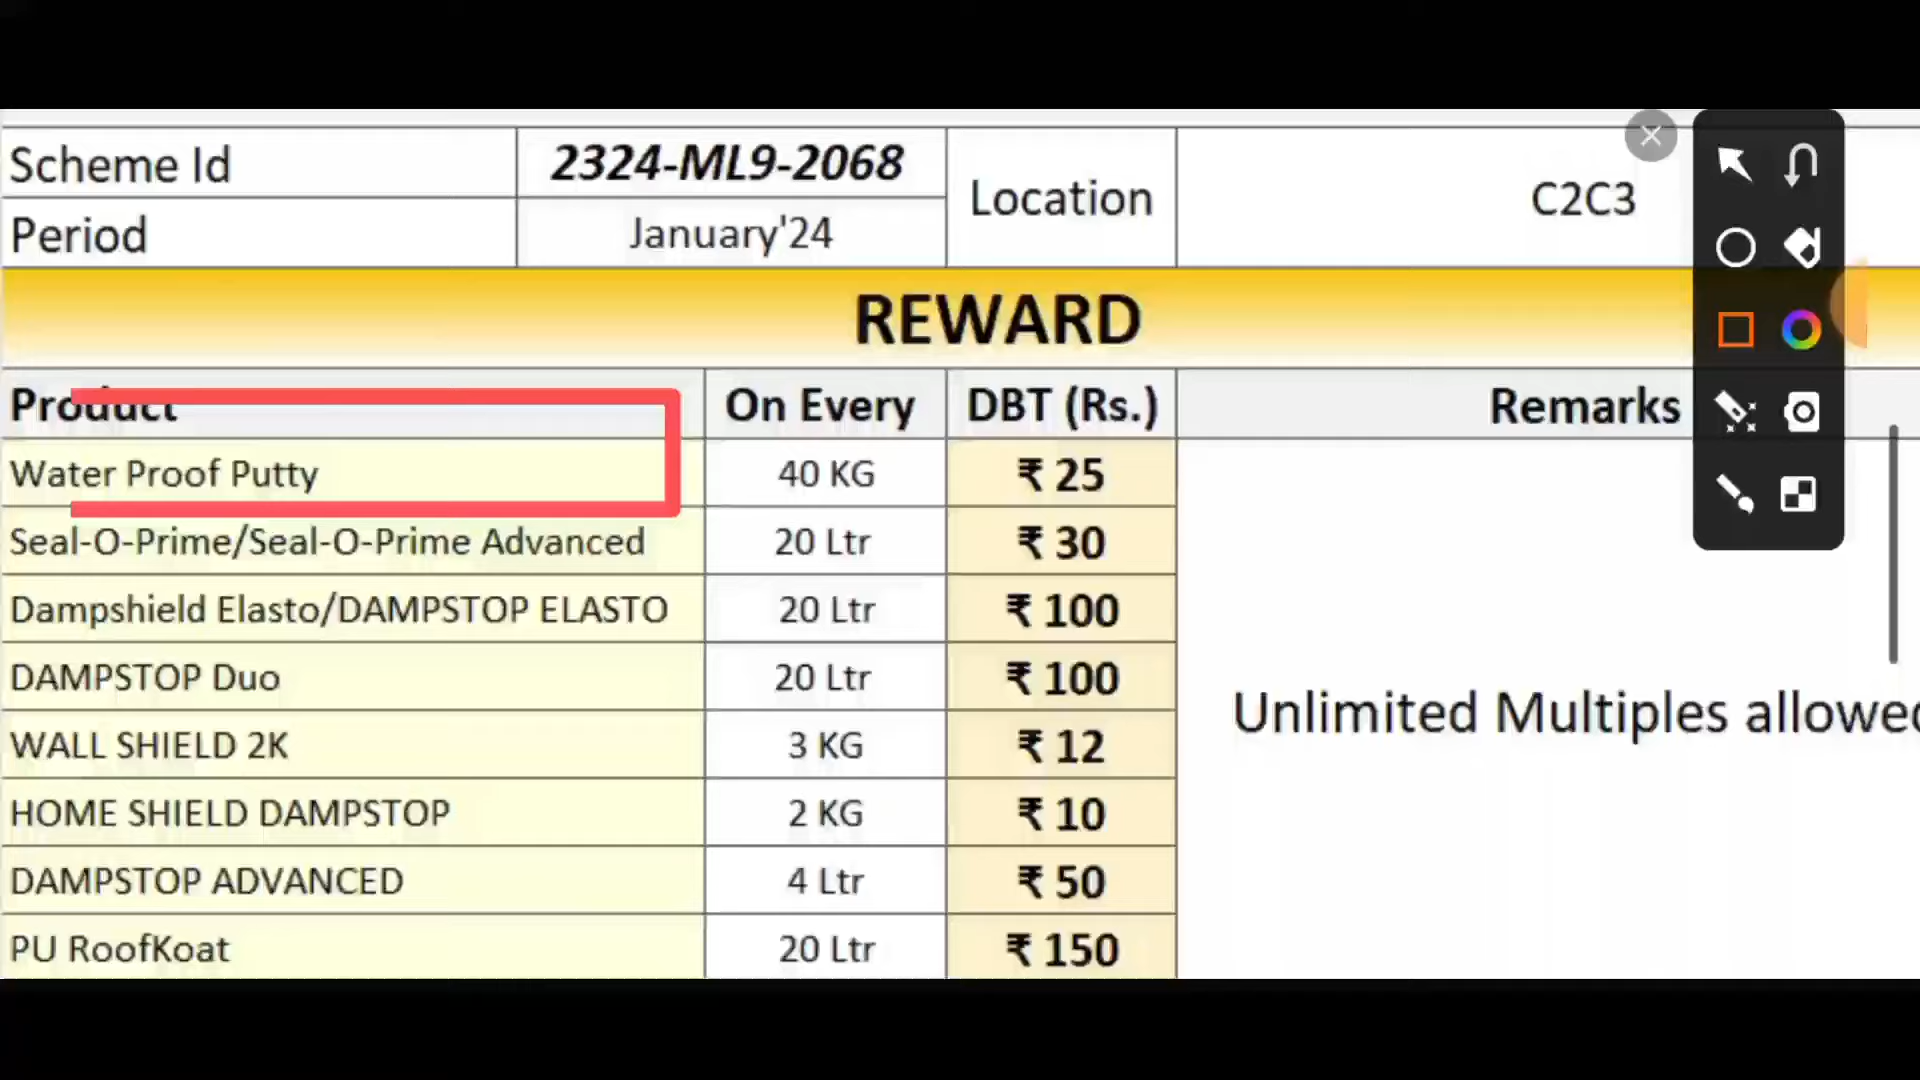 Scheme Id 2324-ML9-2068 Location C2C3
Period January'24
REWARD
Product On Every DBT (Rs.) Remarks
Water Proof Putty 40 KG ₹ 25
Seal-O-Prime/Seal-O-Prime Advanced 20 Ltr ₹ 30
Dampshield Elasto/DAMPSTOP ELASTO 20 Ltr ₹ 100
DAMPSTOP Duo 20 Ltr ₹ 100
Unlimited Multiples allowed
WALL SHIELD 2K 3 KG ₹ 12
HOME SHIELD DAMPSTOP 2 KG ₹ 10
DAMPSTOP ADVANCED 4 Ltr ₹ 50
PU RoofKoat 20 Ltr ₹ 150